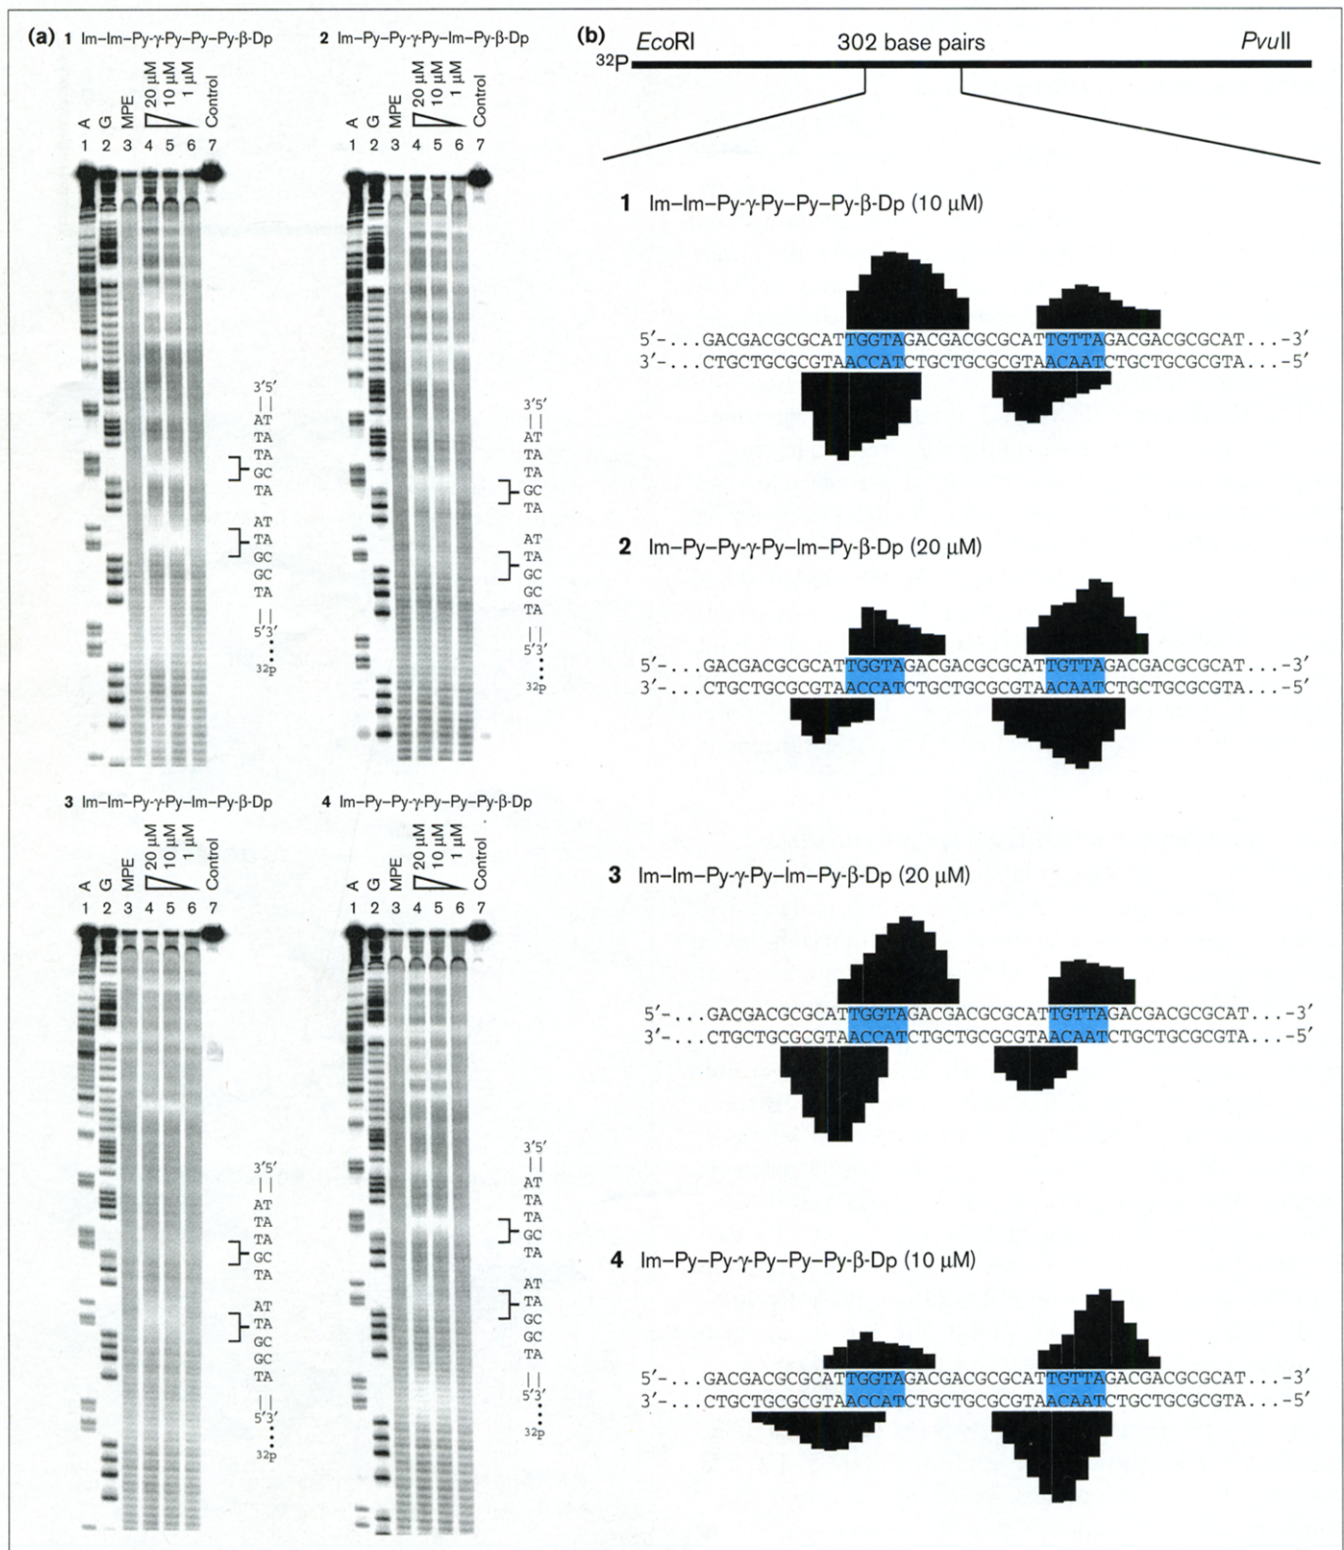 (a) 1 Im–Im–Py-γ-Py–Py–Py-β-Dp
A G MPE 20 μM 10 μM 1 μM Control
1 2 3 4 5 6 7
3′5′
AT
TA
TA
GC
TA
AT
TA
GC
GC
TA
5′3′
32P
2 Im–Py–Py-γ-Py–Im–Py-β-Dp
A G MPE 20 μM 10 μM 1 μM Control
1 2 3 4 5 6 7
3′5′
AT
TA
TA
GC
TA
AT
TA
GC
GC
TA
5′3′
32P
3 Im–Im–Py-γ-Py–Im–Py-β-Dp
A G MPE 20 μM 10 μM 1 μM Control
1 2 3 4 5 6 7
3′5′
AT
TA
TA
GC
TA
AT
TA
GC
GC
TA
5′3′
32P
4 Im–Py–Py-γ-Py–Py–Py-β-Dp
A G MPE 20 μM 10 μM 1 μM Control
1 2 3 4 5 6 7
3′5′
AT
TA
TA
GC
TA
AT
TA
GC
GC
TA
5′3′
32P
(b) EcoRI 302 base pairs PvuII
32P
1 Im–Im–Py-γ-Py–Py–Py-β-Dp (10 μM)
5′-...GACGACGCGCATTGGTAGACGACGCGCATTGTTAGACGACGCGCAT...-3′
3′-...CTGCTGCGCGTAACCATCTGCTGCGCGTAACAATCTGCTGCGCGTA...-5′
2 Im–Py–Py-γ-Py–Im–Py-β-Dp (20 μM)
5′-...GACGACGCGCATTGGTAGACGACGCGCATTGTTAGACGACGCGCAT...-3′
3′-...CTGCTGCGCGTAACCATCTGCTGCGCGTAACAATCTGCTGCGCGTA...-5′
3 Im–Im–Py-γ-Py–Im–Py-β-Dp (20 μM)
5′-...GACGACGCGCATTGGTAGACGACGCGCATTGTTAGACGACGCGCAT...-3′
3′-...CTGCTGCGCGTAACCATCTGCTGCGCGTAACAATCTGCTGCGCGTA...-5′
4 Im–Py–Py-γ-Py–Py–Py-β-Dp (10 μM)
5′-...GACGACGCGCATTGGTAGACGACGCGCATTGTTAGACGACGCGCAT...-3′
3′-...CTGCTGCGCGTAACCATCTGCTGCGCGTAACAATCTGCTGCGCGTA...-5′